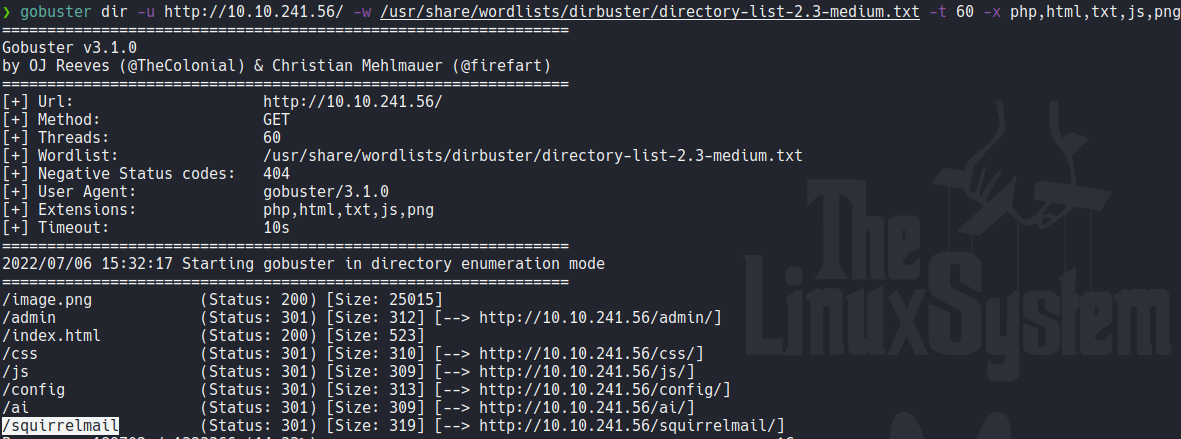 ❯ gobuster dir -u http://10.10.241.56/ -w /usr/share/wordlists/dirbuster/directory-list-2.3-medium.txt -t 60 -x php,html,txt,js,png
===============================================================
Gobuster v3.1.0
by OJ Reeves (@TheColonial) & Christian Mehlmauer (@firefart)
===============================================================
[+] Url:                     http://10.10.241.56/
[+] Method:                  GET
[+] Threads:                 60
[+] Wordlist:                /usr/share/wordlists/dirbuster/directory-list-2.3-medium.txt
[+] Negative Status codes:   404
[+] User Agent:              gobuster/3.1.0
[+] Extensions:              php,html,txt,js,png
[+] Timeout:                 10s
===============================================================
2022/07/06 15:32:17 Starting gobuster in directory enumeration mode
===============================================================
/image.png            (Status: 200) [Size: 25015]
/admin                (Status: 301) [Size: 312] [--> http://10.10.241.56/admin/]
/index.html           (Status: 200) [Size: 523]
/css                  (Status: 301) [Size: 310] [--> http://10.10.241.56/css/]
/js                   (Status: 301) [Size: 309] [--> http://10.10.241.56/js/]
/config               (Status: 301) [Size: 313] [--> http://10.10.241.56/config/]
/ai                   (Status: 301) [Size: 309] [--> http://10.10.241.56/ai/]
/squirrelmail         (Status: 301) [Size: 319] [--> http://10.10.241.56/squirrelmail/]
The
LinuxSystem